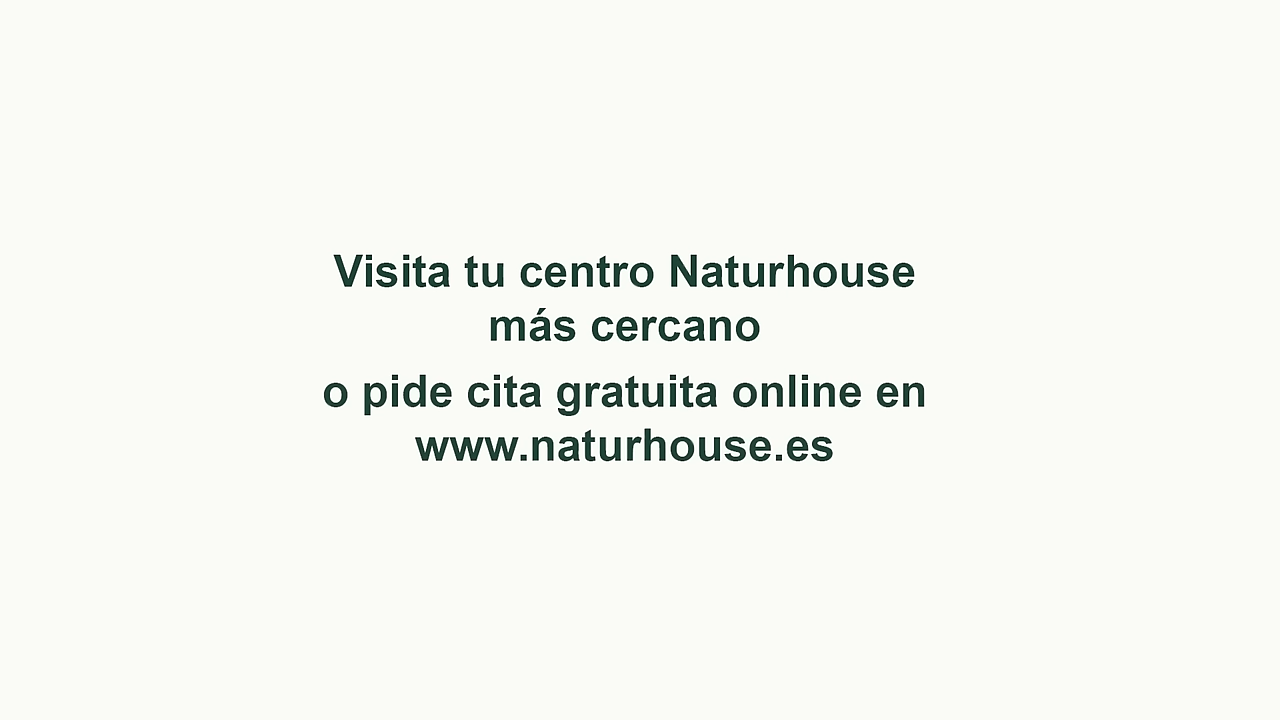 Visita tu centro Naturhouse
más cercano
o pide cita gratuita online en
www.naturhouse.es